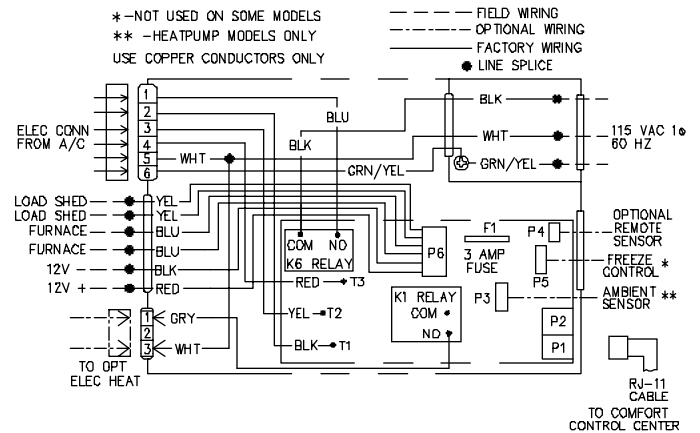 *-NOT USED ON SOME MODELS
** -HEATPUMP MODELS ONLY
USE COPPER CONDUCTORS ONLY
FIELD WIRING
OPTIONAL WIRING
FACTORY WIRING
LINE SPLICE
ELEC CONN
FROM A/C
1
2
3
4
5
6
WHT
BLU
BLK
GRN/YEL
BLK
WHT
GRN/YEL
115 VAC 1ø
60 HZ
LOAD SHED
YEL
LOAD SHED
YEL
FURNACE
BLU
FURNACE
BLU
12V -
BLK
12V +
RED
COM NO
K6 RELAY
P6
F1
3 AMP
FUSE
P4
OPTIONAL
REMOTE
SENSOR
P5
FREEZE
CONTROL *
P3
AMBIENT
SENSOR **
RED
T3
YEL
T2
BLK
T1
K1 RELAY
COM
NO
P2
P1
1
2
3
GRY
WHT
TO OPT
ELEC HEAT
RJ-11
CABLE
TO COMFORT
CONTROL CENTER